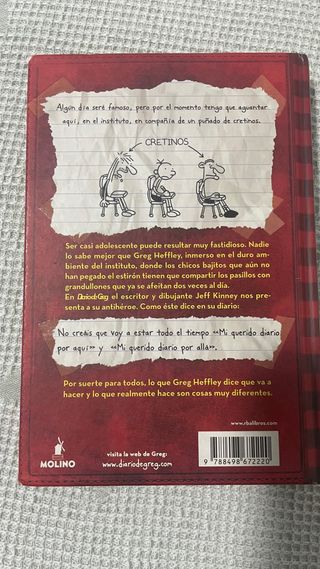 Algún día seré famoso, pero por el momento tengo que aguantar
aquí, en el instituto, en compañía de un puñado de cretinos.
CRETINOS
Ser casi adolescente puede resultar muy fastidioso. Nadie
lo sabe mejor que Greg Heffley, inmerso en el duro am-
biente del instituto, donde los chicos bajitos que aún no
han pegado el estirón tienen que compartir los pasillos con
grandullones que ya se afeitan dos veces al día.
En Diario de Greg el escritor y dibujante Jeff Kinney nos pre-
senta a su antihéroe. Como éste dice en su diario:
No creáis que voy a estar todo el tiempo «Mi querido diario
por aquí» y «Mi querido diario por allá».
Por suerte para todos, lo que Greg Heffley dice que va a
hacer y lo que realmente hace son cosas muy diferentes.
www.rbalibros.com
MOLINO
visita la web de Greg:
www.diariodegreg.com
9 788498 672220